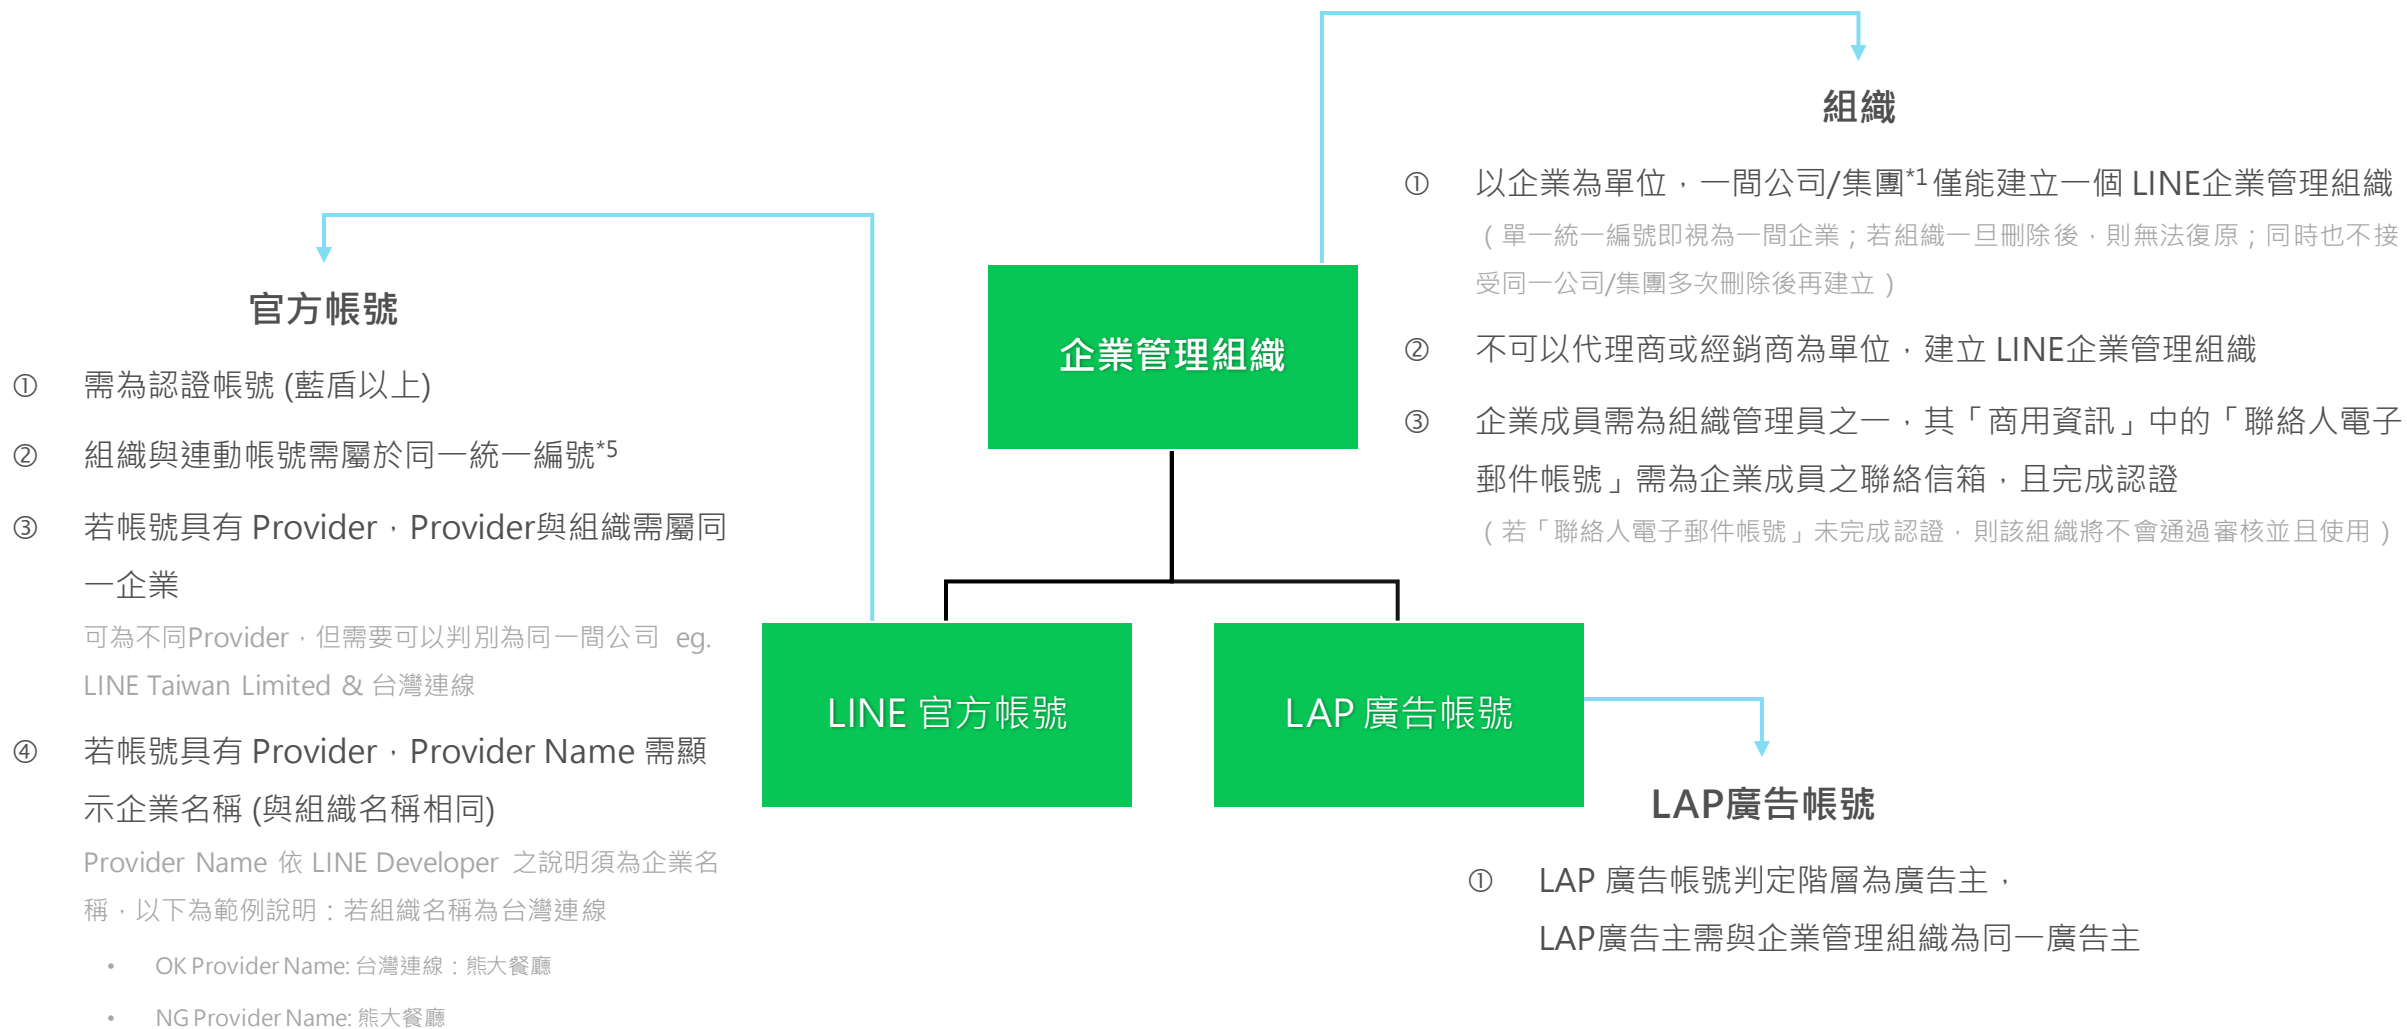 組織
① 以企業為單位，一間公司/集團*1僅能建立一個 LINE企業管理組織
（單一統一編號即視為一間企業；若組織一旦刪除後，則無法復原；同時也不接
受同一公司/集團多次刪除後再建立）
② 不可以代理商或經銷商為單位，建立 LINE企業管理組織
③ 企業成員需為組織管理員之一，其「商用資訊」中的「聯絡人電子
郵件帳號」需為企業成員之聯絡信箱，且完成認證
（若「聯絡人電子郵件帳號」未完成認證，則該組織將不會通過審核並且使用）
企業管理組織
官方帳號
① 需為認證帳號 (藍盾以上)
② 組織與連動帳號需屬於同一統一編號*5
③ 若帳號具有 Provider，Provider與組織需屬同
一企業
可為不同Provider，但需要可以判別為同一間公司 eg.
LINE Taiwan Limited & 台灣連線
④ 若帳號具有 Provider，Provider Name 需顯
示企業名稱 (與組織名稱相同)
Provider Name 依 LINE Developer 之說明須為企業名
稱，以下為範例說明：若組織名稱為台灣連線
• OK Provider Name: 台灣連線：熊大餐廳
• NG Provider Name: 熊大餐廳
LINE 官方帳號
LAP 廣告帳號
LAP廣告帳號
① LAP 廣告帳號判定階層為廣告主，
LAP廣告主需與企業管理組織為同一廣告主